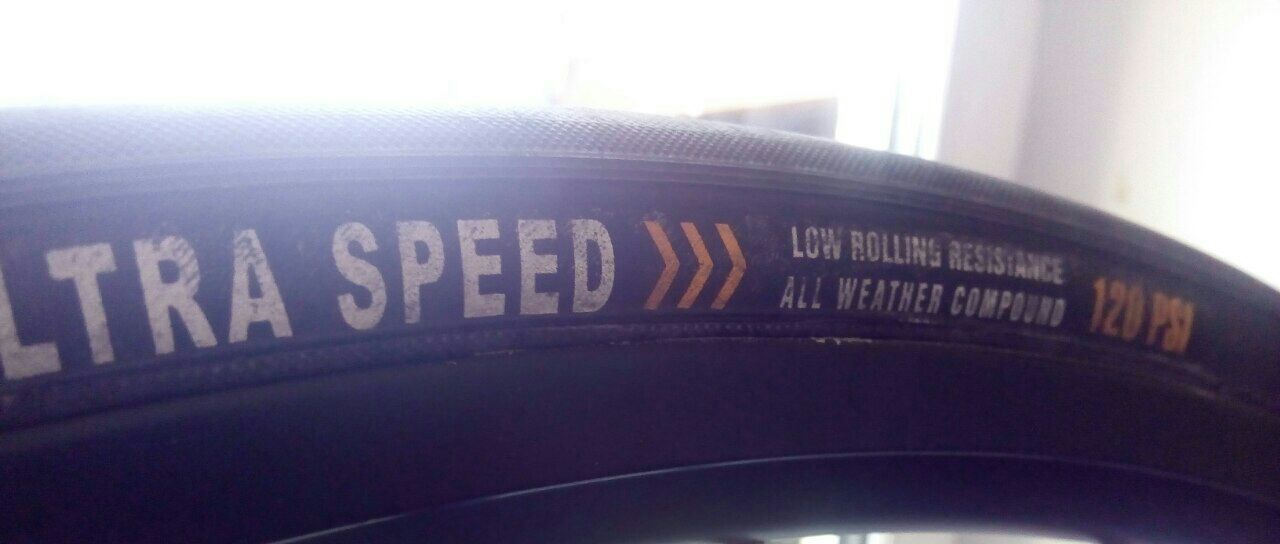 LTRA SPEED
LOW ROLLING RESISTANCE
ALL WEATHER COMPOUND
120 PSI